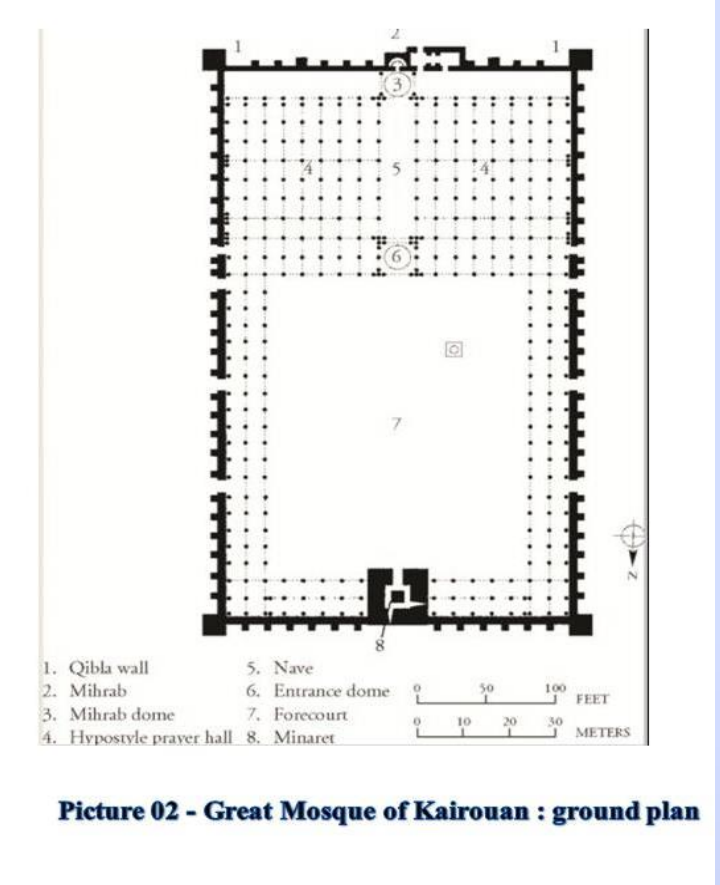 2
1 1
3
4 5 4
6
7
N
8
1. Qibla wall
2. Mihrab
3. Mihrab dome
4. Hypostyle prayer hall
5. Nave
6. Entrance dome
7. Forecourt
8. Minaret
0 50 100 FEET
0 10 20 30 METERS
Picture 02 - Great Mosque of Kairouan : ground plan